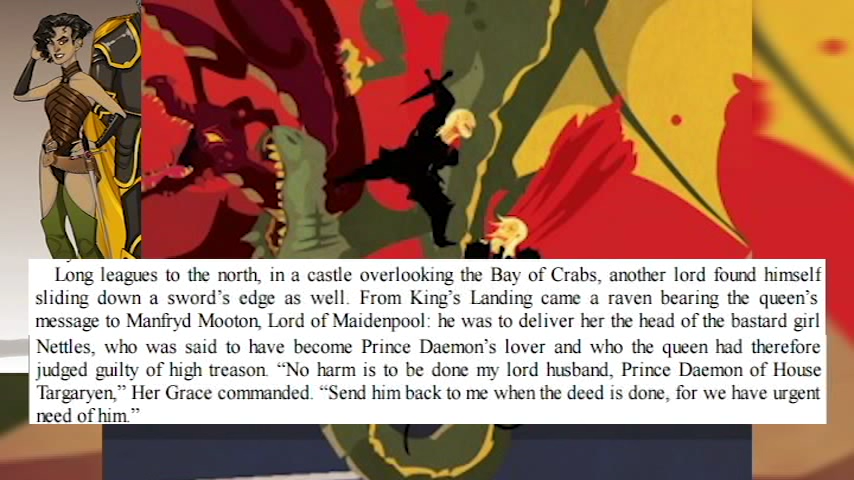 Long leagues to the north, in a castle overlooking the Bay of Crabs, another lord found himself
sliding down a sword’s edge as well. From King’s Landing came a raven bearing the queen’s
message to Manfryd Mooton, Lord of Maidenpool: he was to deliver her the head of the bastard girl
Nettles, who was said to have become Prince Daemon’s lover and who the queen had therefore
judged guilty of high treason. “No harm is to be done my lord husband, Prince Daemon of House
Targaryen,” Her Grace commanded. “Send him back to me when the deed is done, for we have urgent
need of him.”